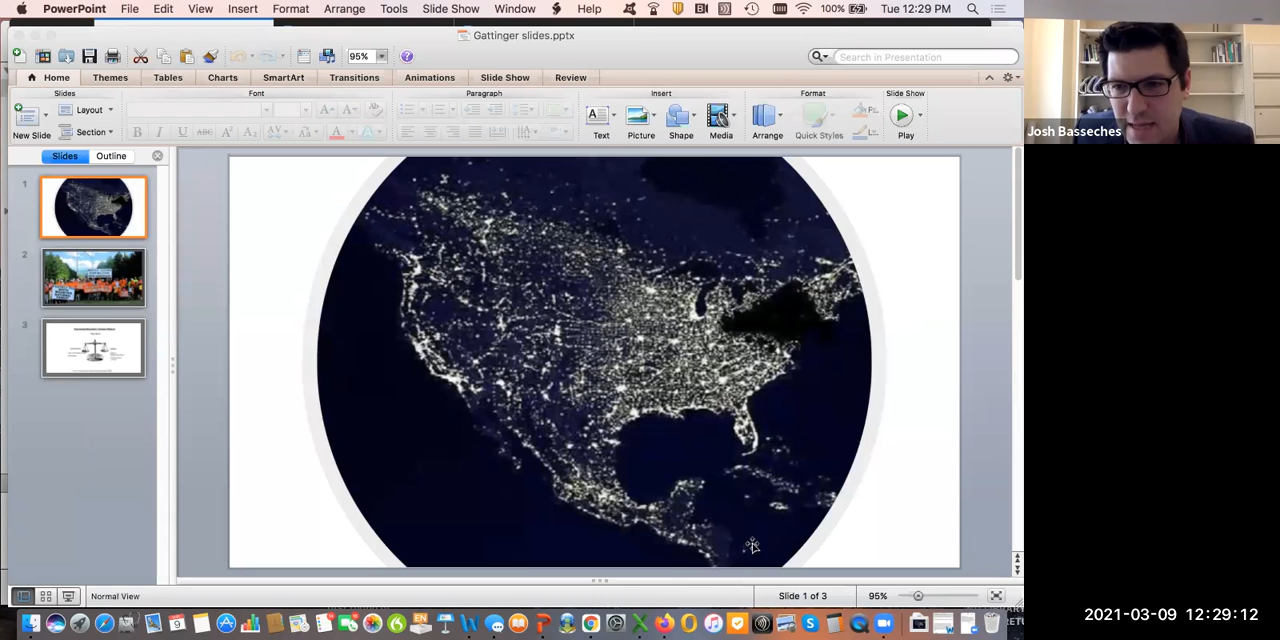 PowerPoint File Edit View Insert Format Arrange Tools Slide Show Window Help 100% Tue 12:29 PM
Gattinger slides.pptx
95% Search in Presentation
Home Themes Tables Charts SmartArt Transitions Animations Slide Show Review
Slides Font Paragraph Insert Format Slide Show
Layout
Section
New Slide
B I U ABC
Text Picture Shape Media Arrange Quick Styles Play
Slides Outline
1
2
3
Normal View Slide 1 of 3 95%
Josh Basseches
2021-03-09 12:29:12